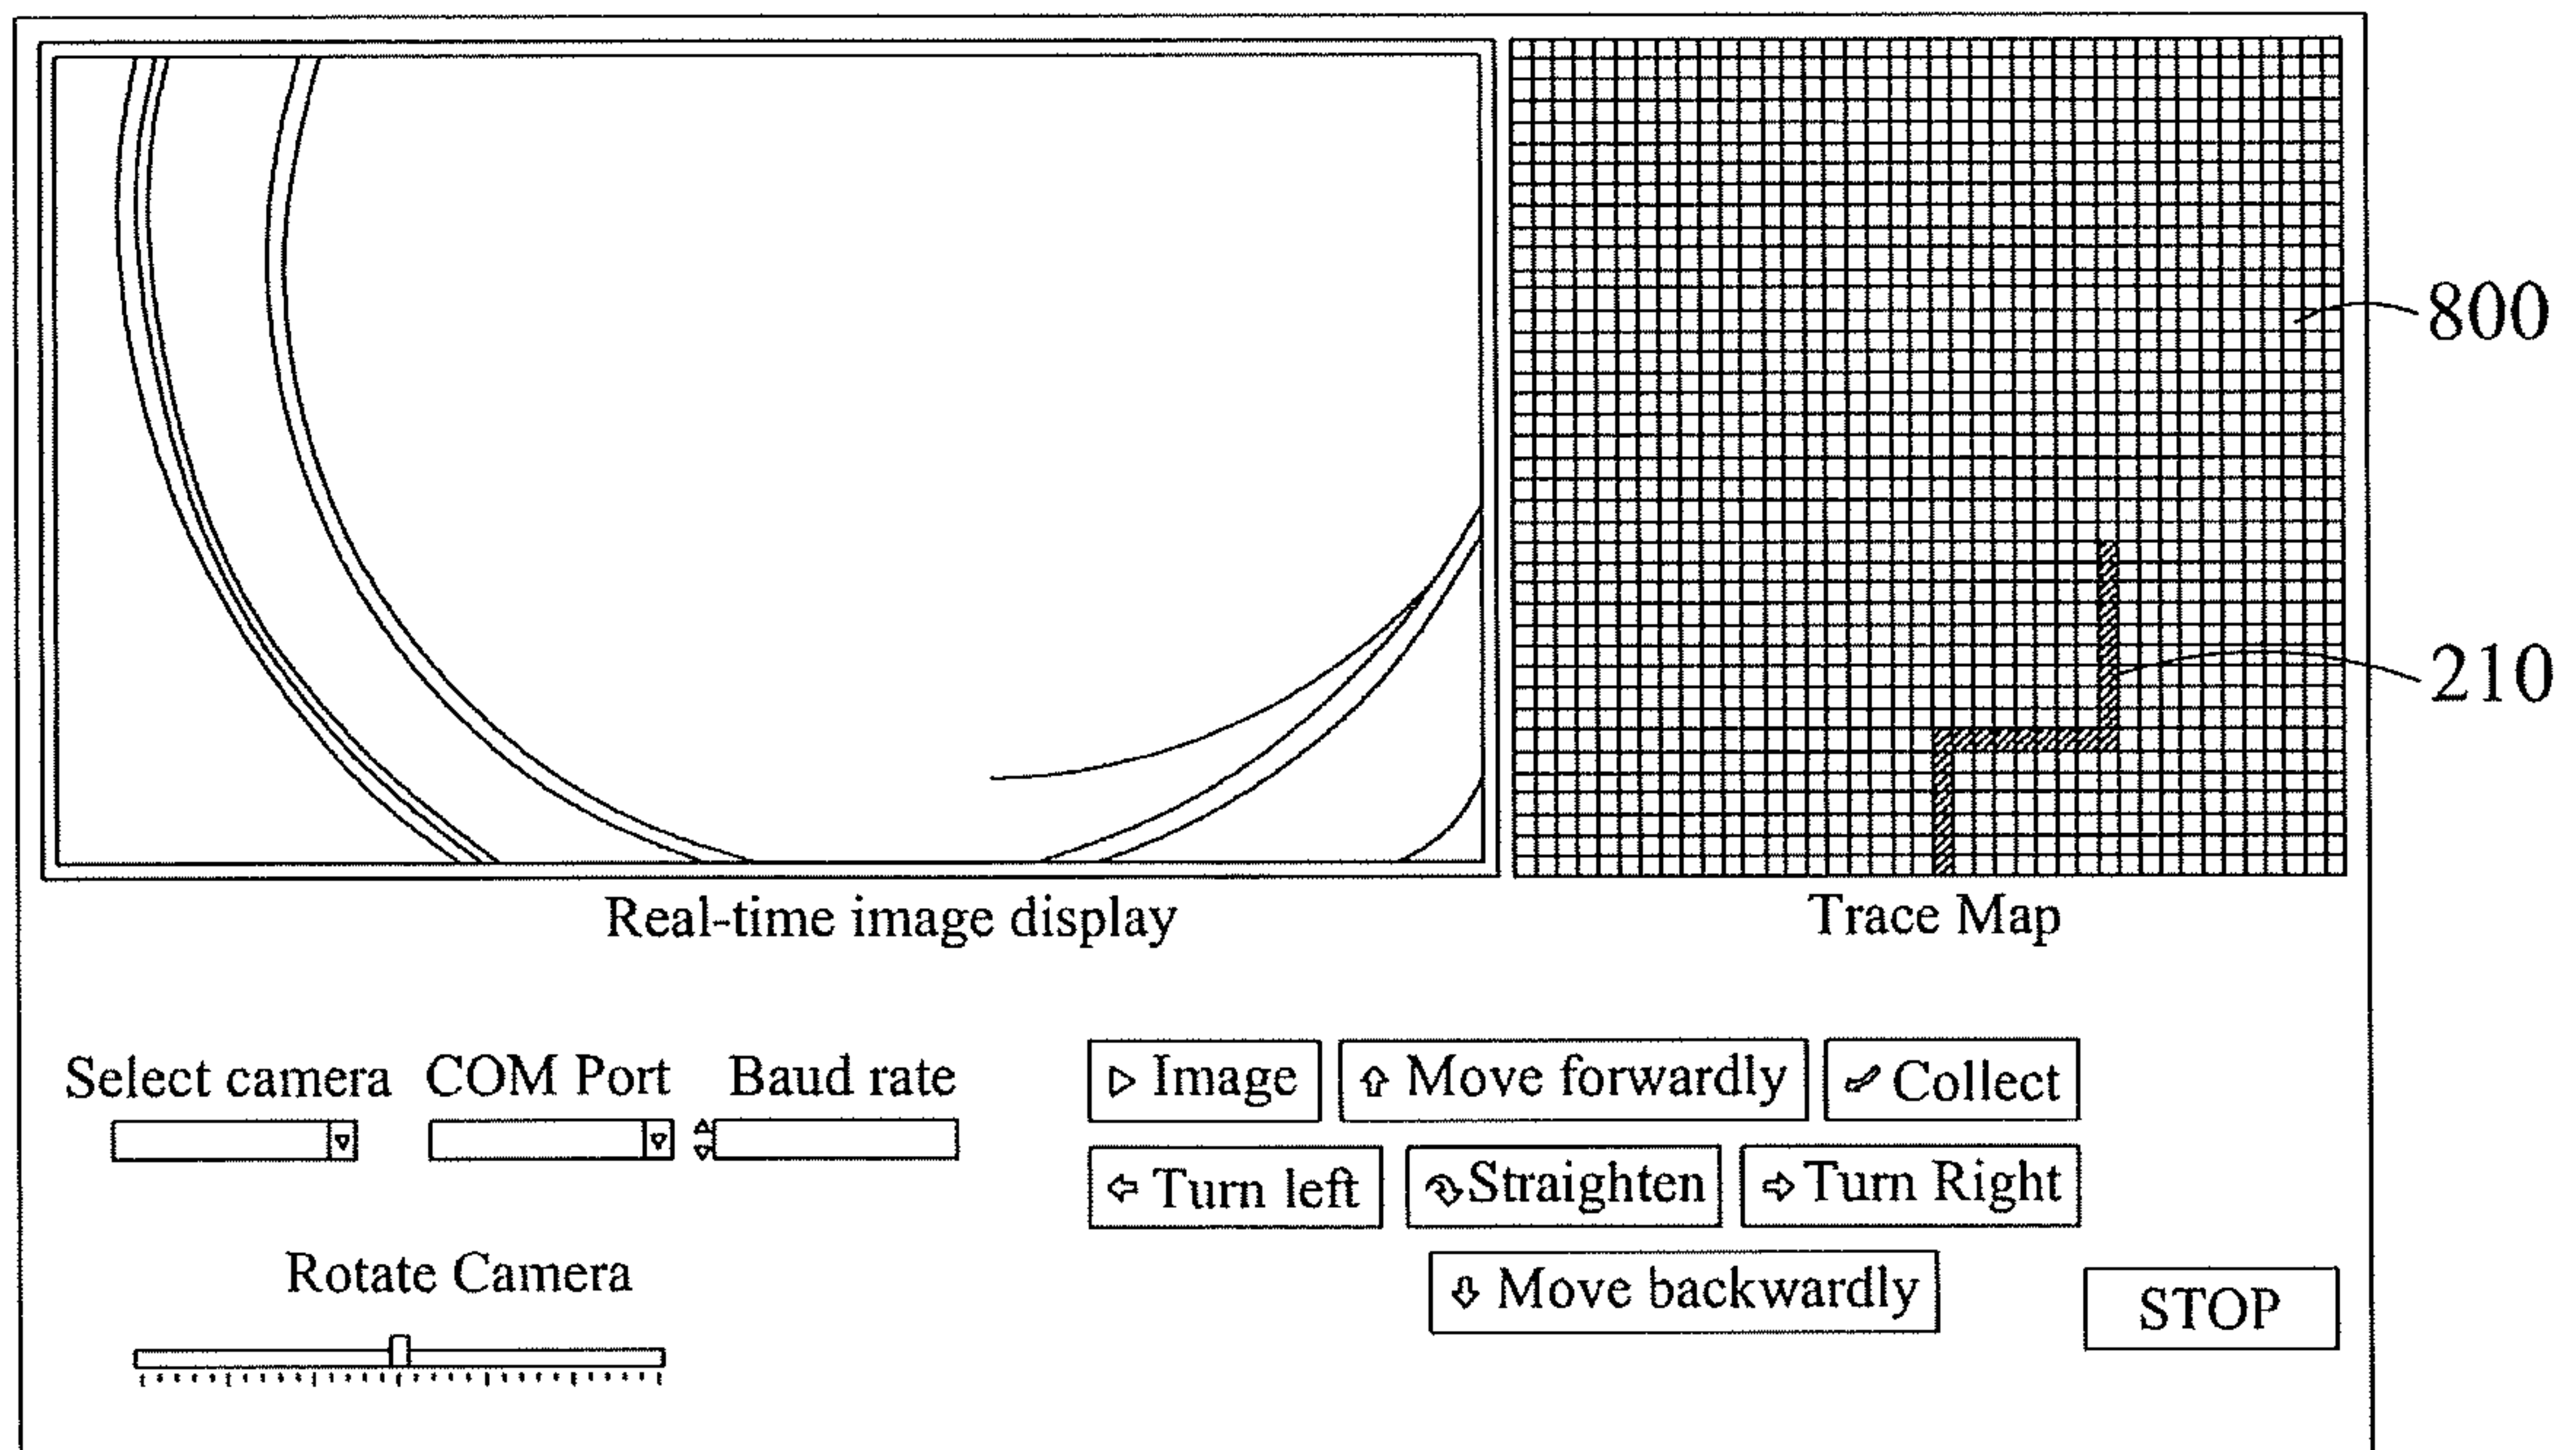 800
210
Real-time image display
Trace Map
Select camera COM Port Baud rate
Image Move forwardly Collect
Turn left Straighten Turn Right
Rotate Camera
Move backwardly
STOP